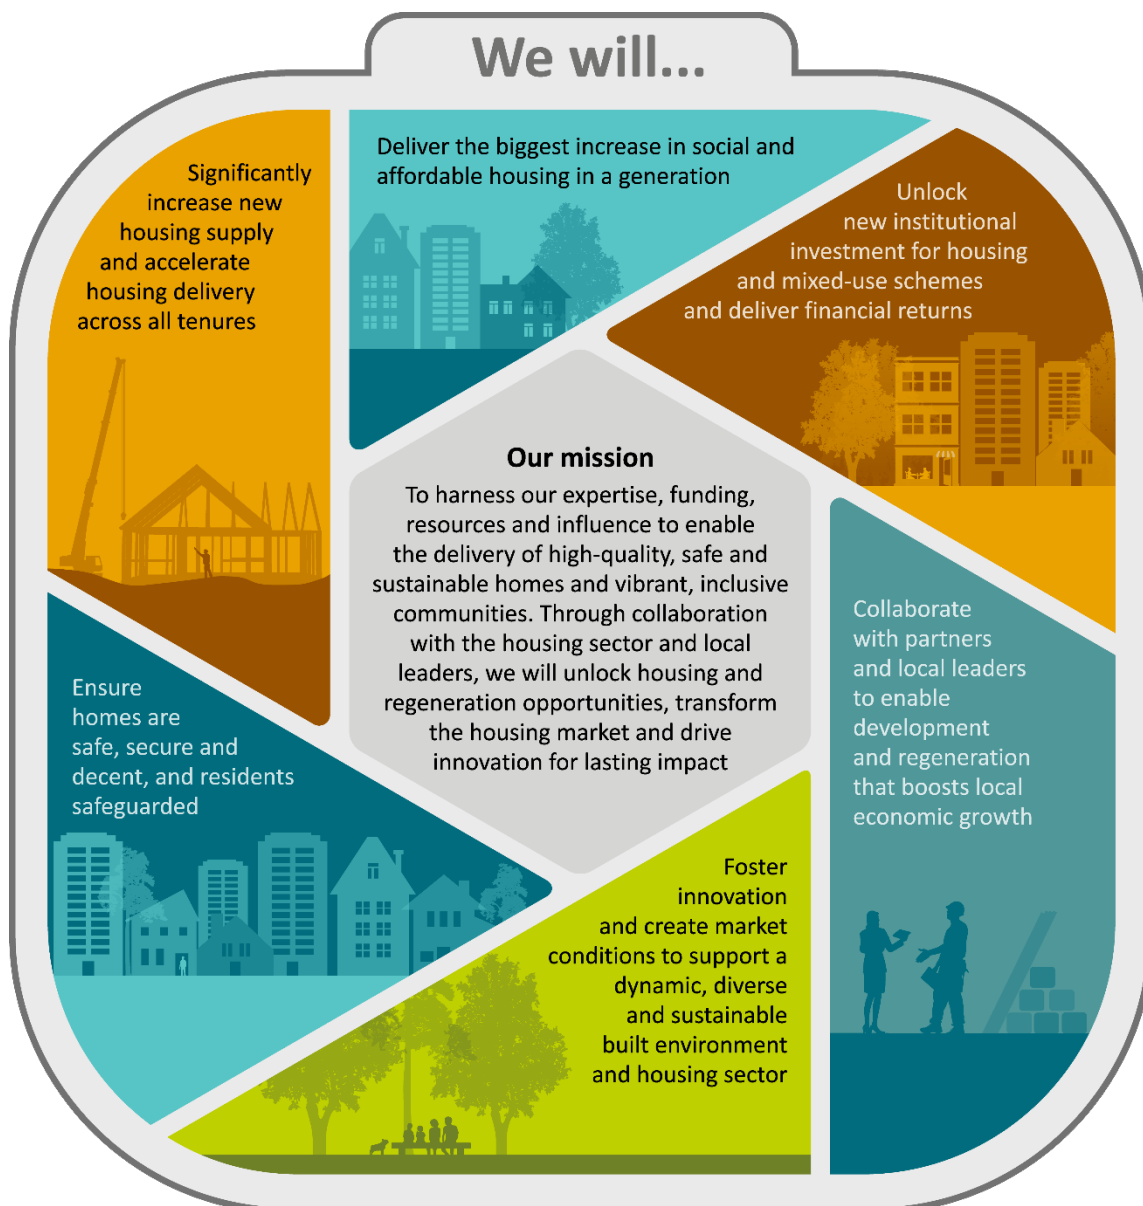 We will...
Significantly
increase new
housing supply
and accelerate
housing delivery
across all tenures
Deliver the biggest increase in social and
affordable housing in a generation
Unlock
new institutional
investment for housing
and mixed-use schemes
and deliver financial returns
Our mission
To harness our expertise, funding,
resources and influence to enable
the delivery of high-quality, safe and
sustainable homes and vibrant, inclusive
communities. Through collaboration
with the housing sector and local
leaders, we will unlock housing and
regeneration opportunities, transform
the housing market and drive
innovation for lasting impact
Collaborate
with partners
and local leaders
to enable
development
and regeneration
that boosts local
economic growth
Ensure
homes are
safe, secure and
decent, and residents
safeguarded
Foster
innovation
and create market
conditions to support a
dynamic, diverse
and sustainable
built environment
and housing sector